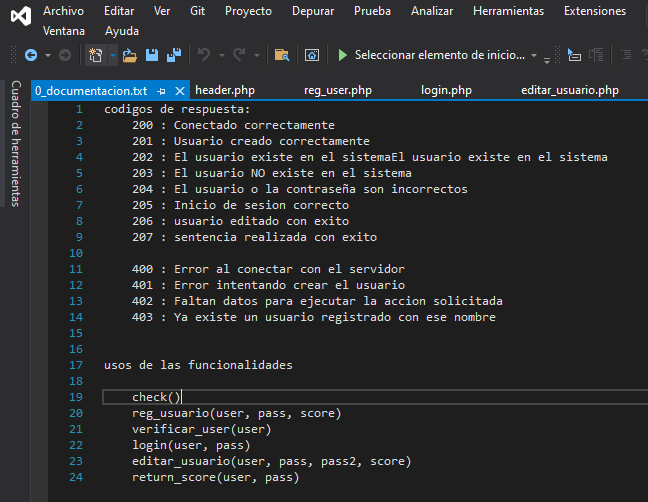 Archivo Editar Ver Git Proyecto Depurar Prueba Analizar Herramientas Extensiones
Ventana Ayuda
Seleccionar elemento de inicio...
Cuadro de herramientas
0_documentacion.txt header.php reg_user.php login.php editar_usuario.php
1 codigos de respuesta:
2 200 : Conectado correctamente
3 201 : Usuario creado correctamente
4 202 : El usuario existe en el sistemaEl usuario existe en el sistema
5 203 : El usuario NO existe en el sistema
6 204 : El usuario o la contraseña son incorrectos
7 205 : Inicio de sesion correcto
8 206 : usuario editado con exito
9 207 : sentencia realizada con exito
10
11 400 : Error al conectar con el servidor
12 401 : Error intentando crear el usuario
13 402 : Faltan datos para ejecutar la accion solicitada
14 403 : Ya existe un usuario registrado con ese nombre
15
16
17 usos de las funcionalidades
18
19 check()
20 reg_usuario(user, pass, score)
21 verificar_user(user)
22 login(user, pass)
23 editar_usuario(user, pass, pass2, score)
24 return_score(user, pass)